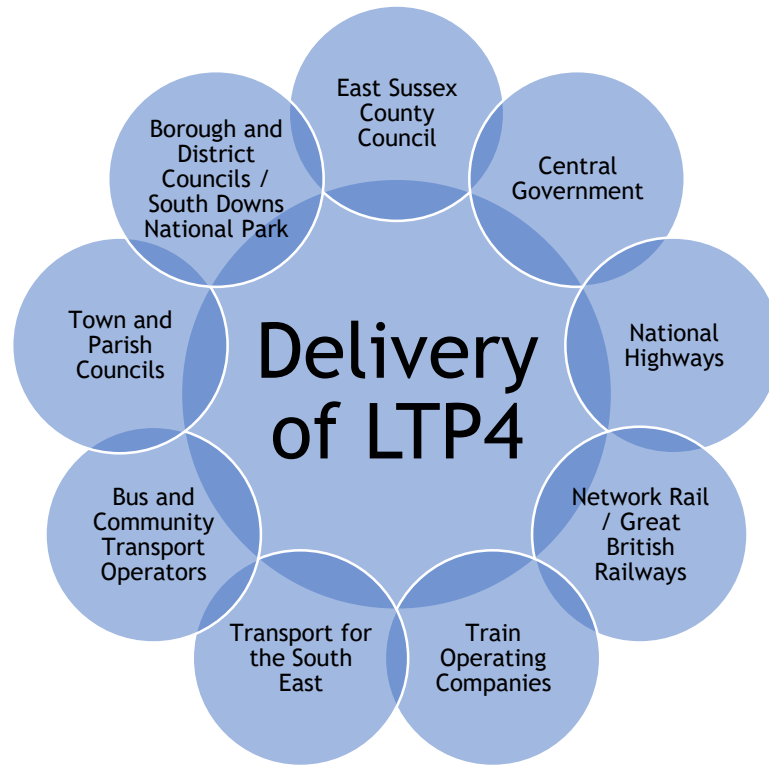 East Sussex
County
Council
Central
Government
National
Highways
Network Rail
/ Great
British
Railways
Train
Operating
Companies
Transport for
the South
East
Bus and
Community
Transport
Operators
Town and
Parish
Councils
Borough and
District
Councils /
South Downs
National Park
Delivery
of LTP4